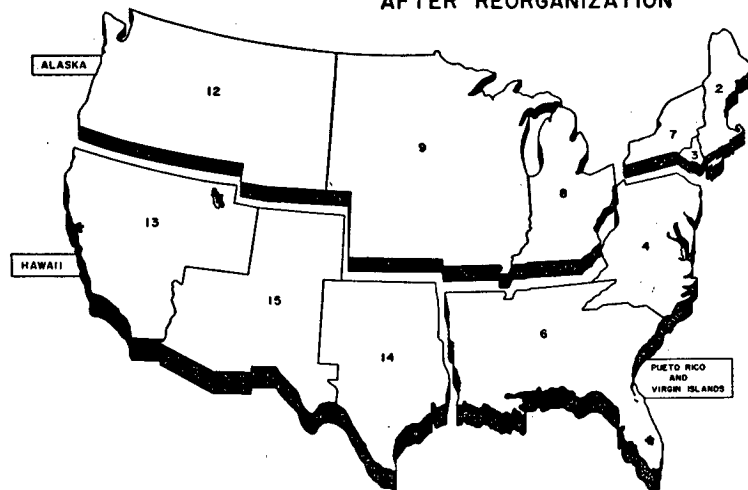 AFTER REORGANIZATION
ALASKA
12
2
7
9
3
8
13
4
HAWAII
15
6
14
PUETO RICO
AND
VIRGIN ISLANDS